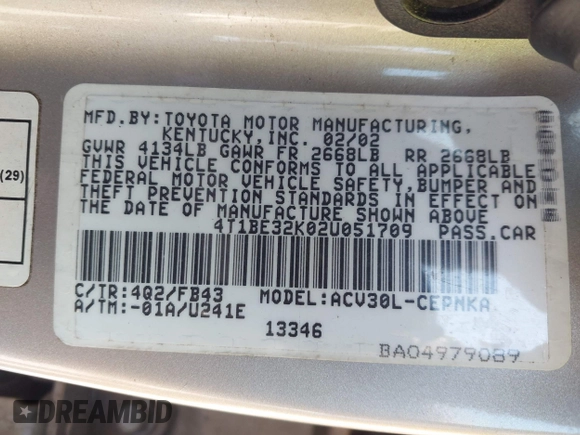 MFD.BY:TOYOTA MOTOR MANUFACTURING,
KENTUCKY,INC. 02/02
GVWR 4134LB GAWR FR 2668LB RR 2668LB
THIS VEHICLE CONFORMS TO ALL APPLICABLE
FEDERAL MOTOR VEHICLE SAFETY,BUMPER AND
THEFT PREVENTION STANDARDS IN EFFECT ON
THE DATE OF MANUFACTURE SHOWN ABOVE
4T1BE32K02U051709 PASS.CAR
C/TR:4Q2/FB43 MODEL:ACV30L-CEPNKA
A/TM:-01A/U241E
13346
BA04979089
(29)
DREAMBID